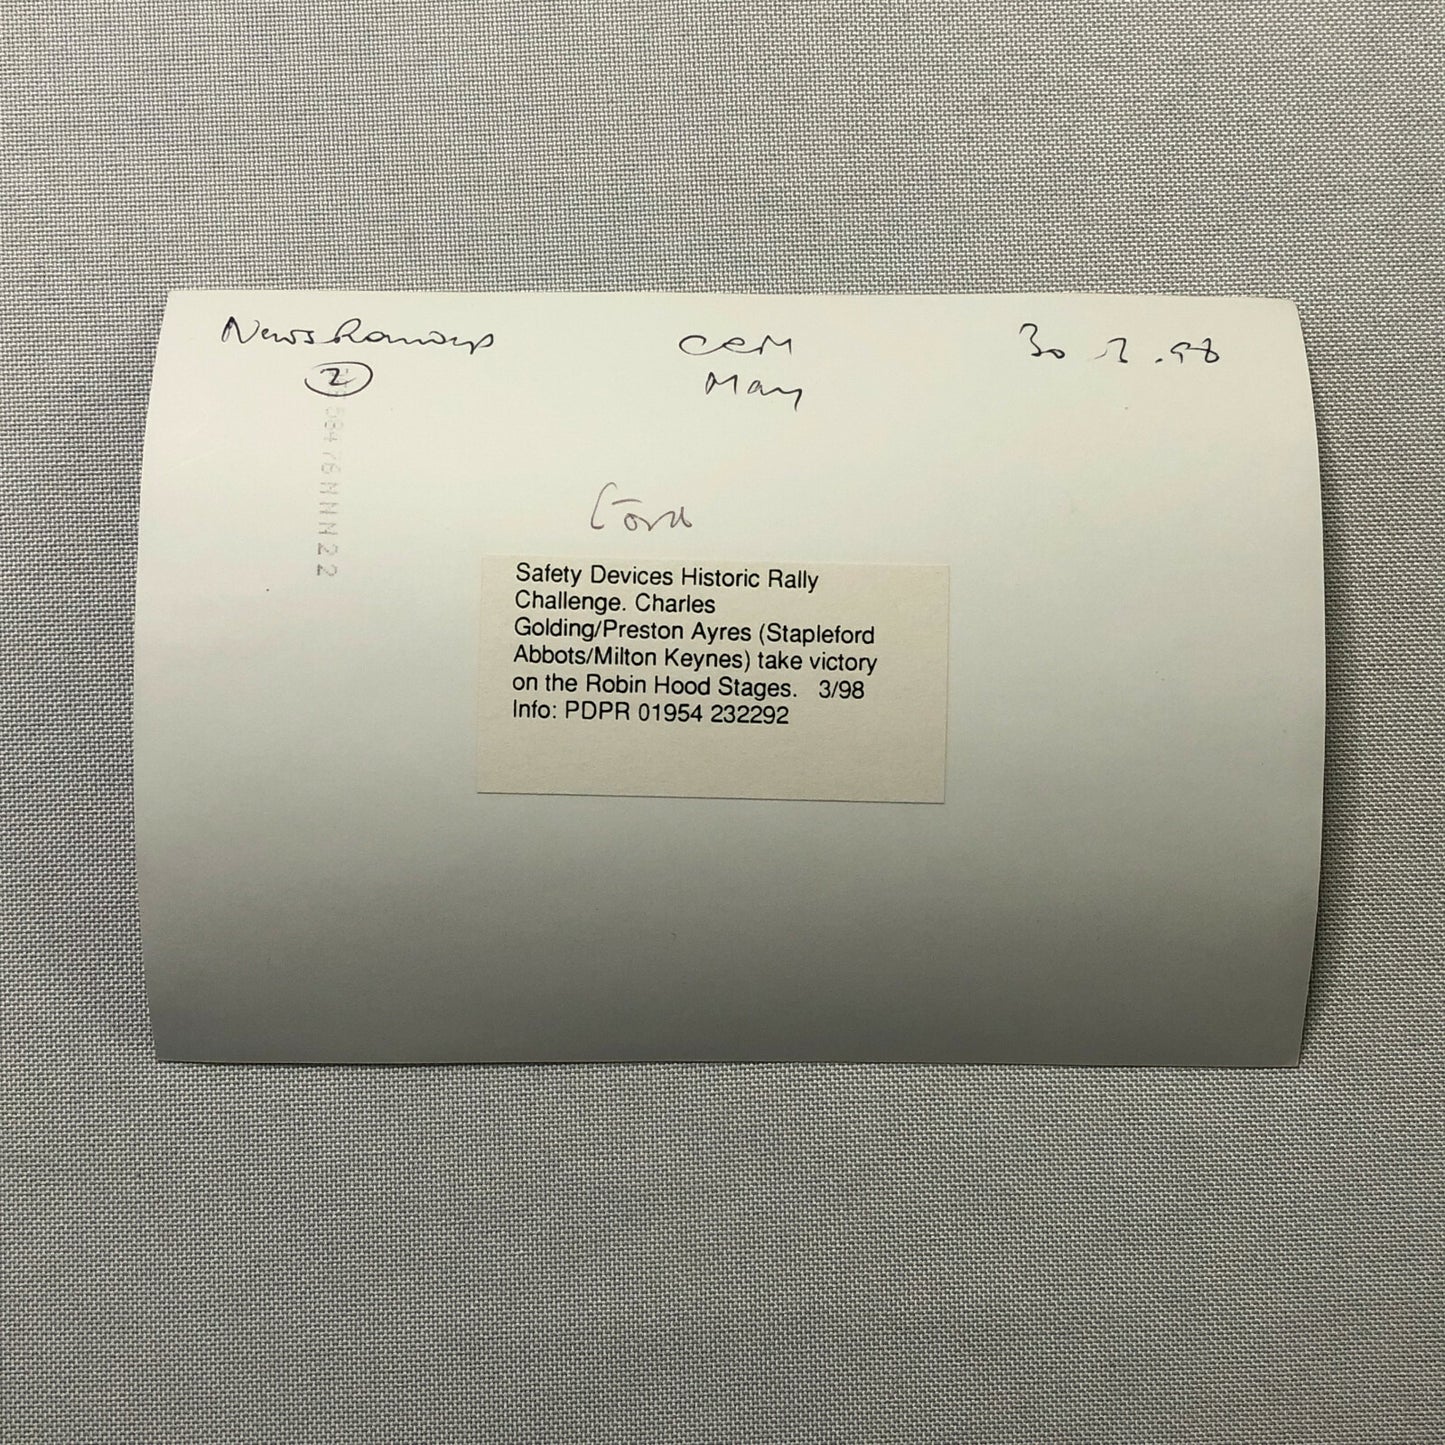 News Roundup
CCM
30 . 3 . 98
2
May
58476NNNN22
Ford
Safety Devices Historic Rally
Challenge. Charles
Golding/Preston Ayres (Stapleford
Abbots/Milton Keynes) take victory
on the Robin Hood Stages. 3/98
Info: PDPR 01954 232292